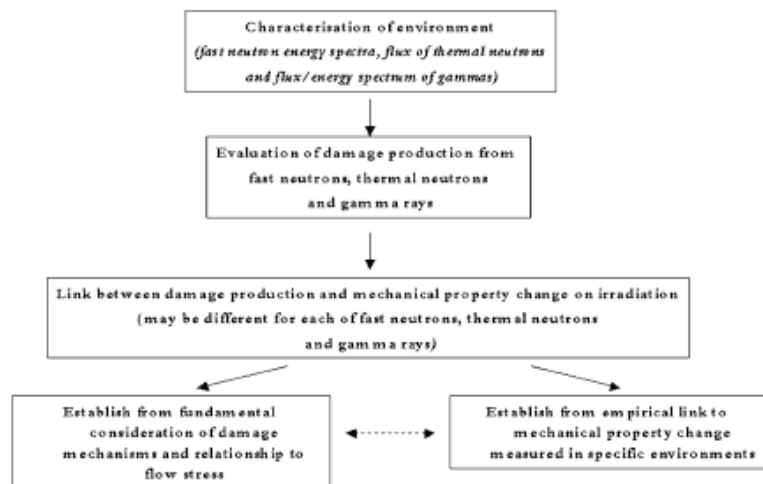 Characterisation of environment
(fast neutron energy spectra, flux of thermal neutrons
and flux/energy spectrum of gammas)
Evaluation of damage production from
fast neutrons, thermal neutrons
and gamma rays
Link between damage production and mechanical property change on irradiation
(may be different for each of fast neutrons, thermal neutrons
and gamma rays)
Establish from fundamental
consideration of damage
mechanisms and relationship to
flow stress
Establish from empirical link to
mechanical property change
measured in specific environments